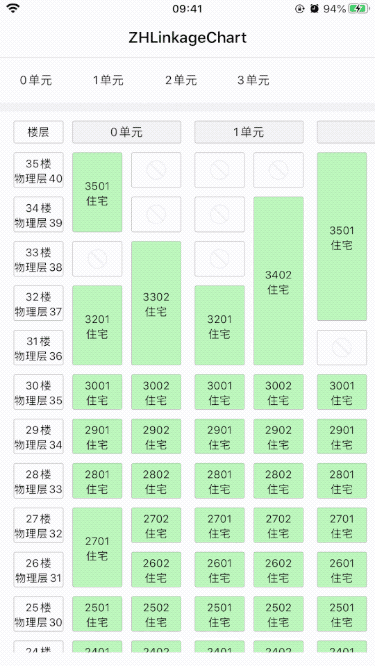 09:41
94%
ZHLinkageChart
0单元 1单元 2单元 3单元
楼层 0单元 1单元
35楼
物理层40
3501
住宅
3501
住宅
34楼
物理层39
3402
住宅
33楼
物理层38
3302
住宅
32楼
物理层37
3201
住宅
3201
住宅
31楼
物理层36
30楼 3001 3002 3001 3002 3001
物理层35 住宅 住宅 住宅 住宅 住宅
29楼 2901 2902 2901 2902 2901
物理层34 住宅 住宅 住宅 住宅 住宅
28楼 2801 2802 2801 2802 2801
物理层33 住宅 住宅 住宅 住宅 住宅
27楼 2702 2701 2702 2701
物理层32 住宅 住宅 住宅 住宅
2701
住宅
26楼 2602 2601 2602 2601
物理层31 住宅 住宅 住宅 住宅
25楼 2501 2502 2501 2502 2501
物理层30 住宅 住宅 住宅 住宅 住宅
24楼 2401 2402 2401 2402 2401